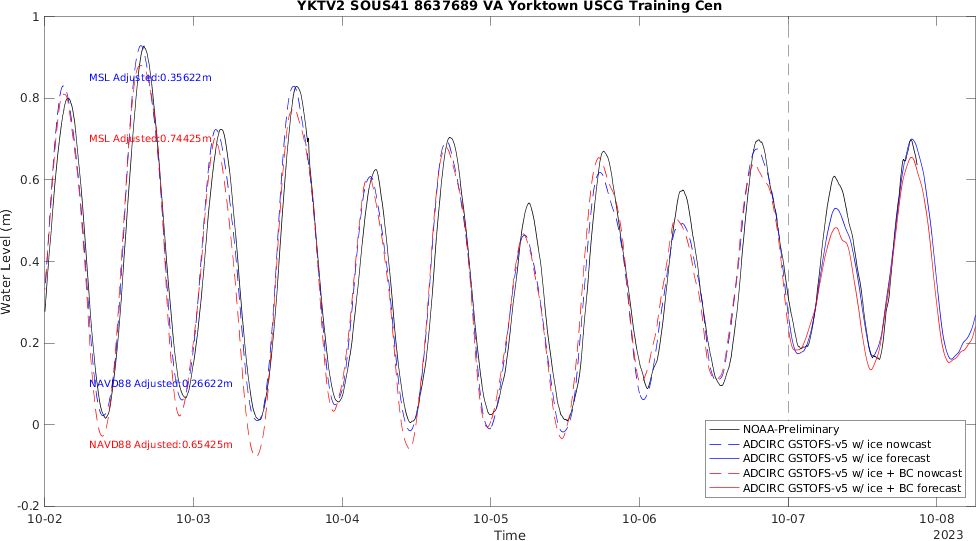 YKTV2 SOUS41 8637689 VA Yorktown USCG Training Cen
1
0.8
0.6
0.4
0.2
0
-0.2
Water Level (m)
MSL Adjusted:0.35622m
MSL Adjusted:0.74425m
NAVD88 Adjusted:0.26622m
NAVD88 Adjusted:0.65425m
NOAA-Preliminary
ADCIRC GSTOFS-v5 w/ ice nowcast
ADCIRC GSTOFS-v5 w/ ice forecast
ADCIRC GSTOFS-v5 w/ ice + BC nowcast
ADCIRC GSTOFS-v5 w/ ice + BC forecast
10-02 10-03 10-04 10-05 10-06 10-07 10-08
Time
2023